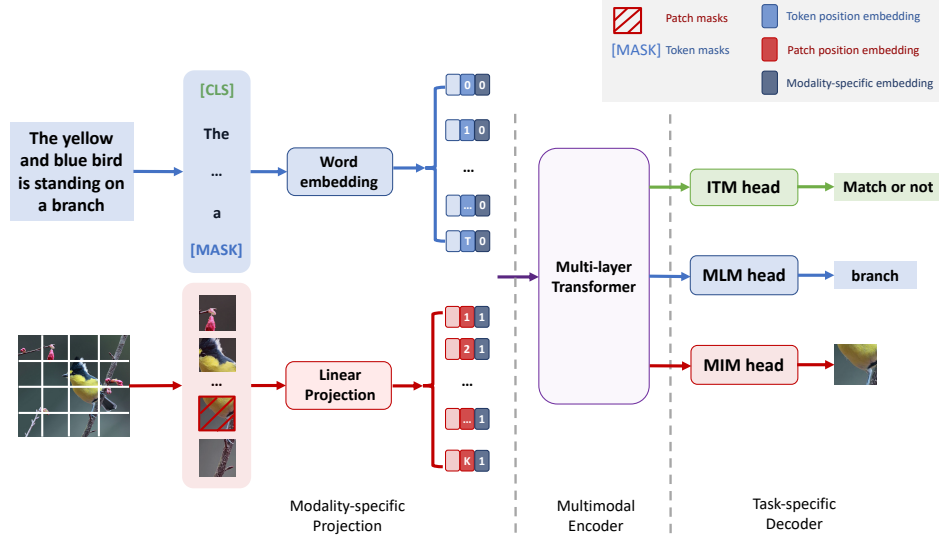 Patch masks
[MASK] Token masks
Token position embedding
Patch position embedding
Modality-specific embedding
The yellow
and blue bird
is standing on
a branch
[CLS]
The
...
a
[MASK]
Word
embedding
0 0
1 0
...
... 0
T 0
...
Linear
Projection
1 1
2 1
...
... 1
K 1
Multi-layer
Transformer
ITM head
Match or not
MLM head
branch
MIM head
Modality-specific
Projection
Multimodal
Encoder
Task-specific
Decoder